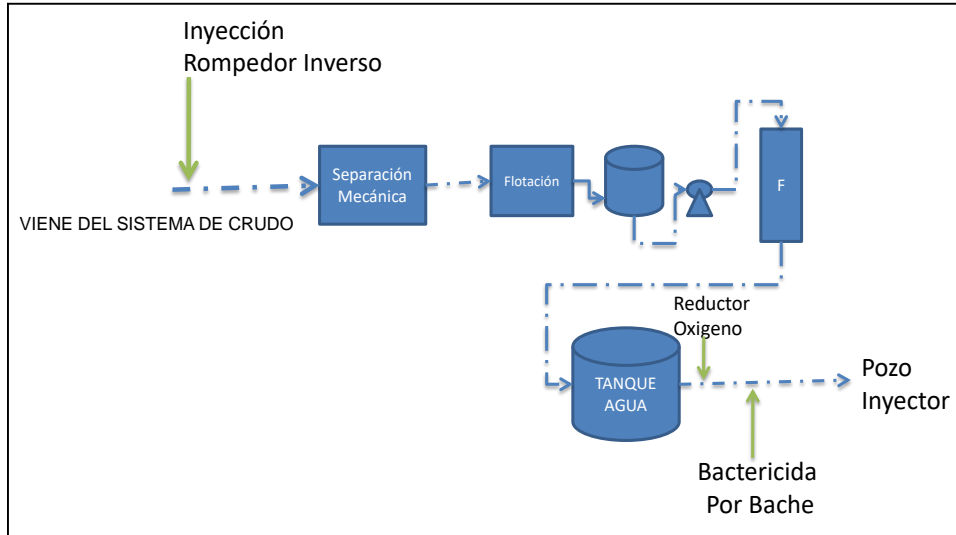 Inyección
Rompedor Inverso
Separación
Mecánica
Flotación
F
VIENE DEL SISTEMA DE CRUDO
Reductor
Oxigeno
TANQUE
AGUA
Pozo
Inyector
Bactericida
Por Bache